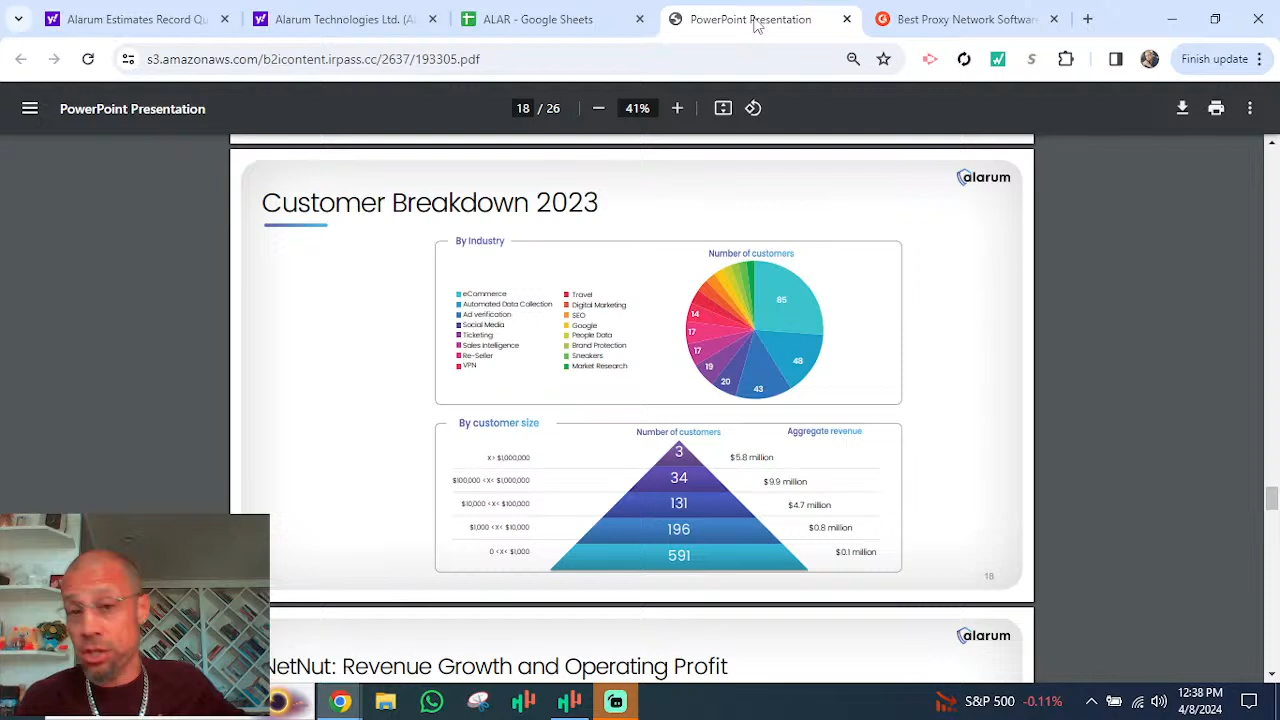 Alarum Estimates Record Qu
Alarum Technologies Ltd. (A
ALAR - Google Sheets
PowerPoint Presentation
Best Proxy Network Software
s3.amazonaws.com/b2icontent.irpass.cc/2637/193305.pdf
Finish update
PowerPoint Presentation
18 / 26
41%
alarum
Customer Breakdown 2023
By Industry
Number of customers
eCommerce
Automated Data Collection
Ad verification
Social Media
Ticketing
Sales Intelligence
Re-Seller
VPN
Travel
Digital Marketing
SEO
Google
People Data
Brand Protection
Sneakers
Market Research
85
48
43
20
19
17
17
14
By customer size
Number of customers
Aggregate revenue
X> $1,000,000
3
$5.8 million
$100,000 <X< $1,000,000
34
$9.9 million
$10,000 <X< $100,000
131
$4.7 million
$1,000 <X< $10,000
196
$0.8 million
0 <X< $1,000
591
$0.1 million
18
alarum
NetNut: Revenue Growth and Operating Profit
S&P 500 -0.11%
12:38 PM
4/8/2024